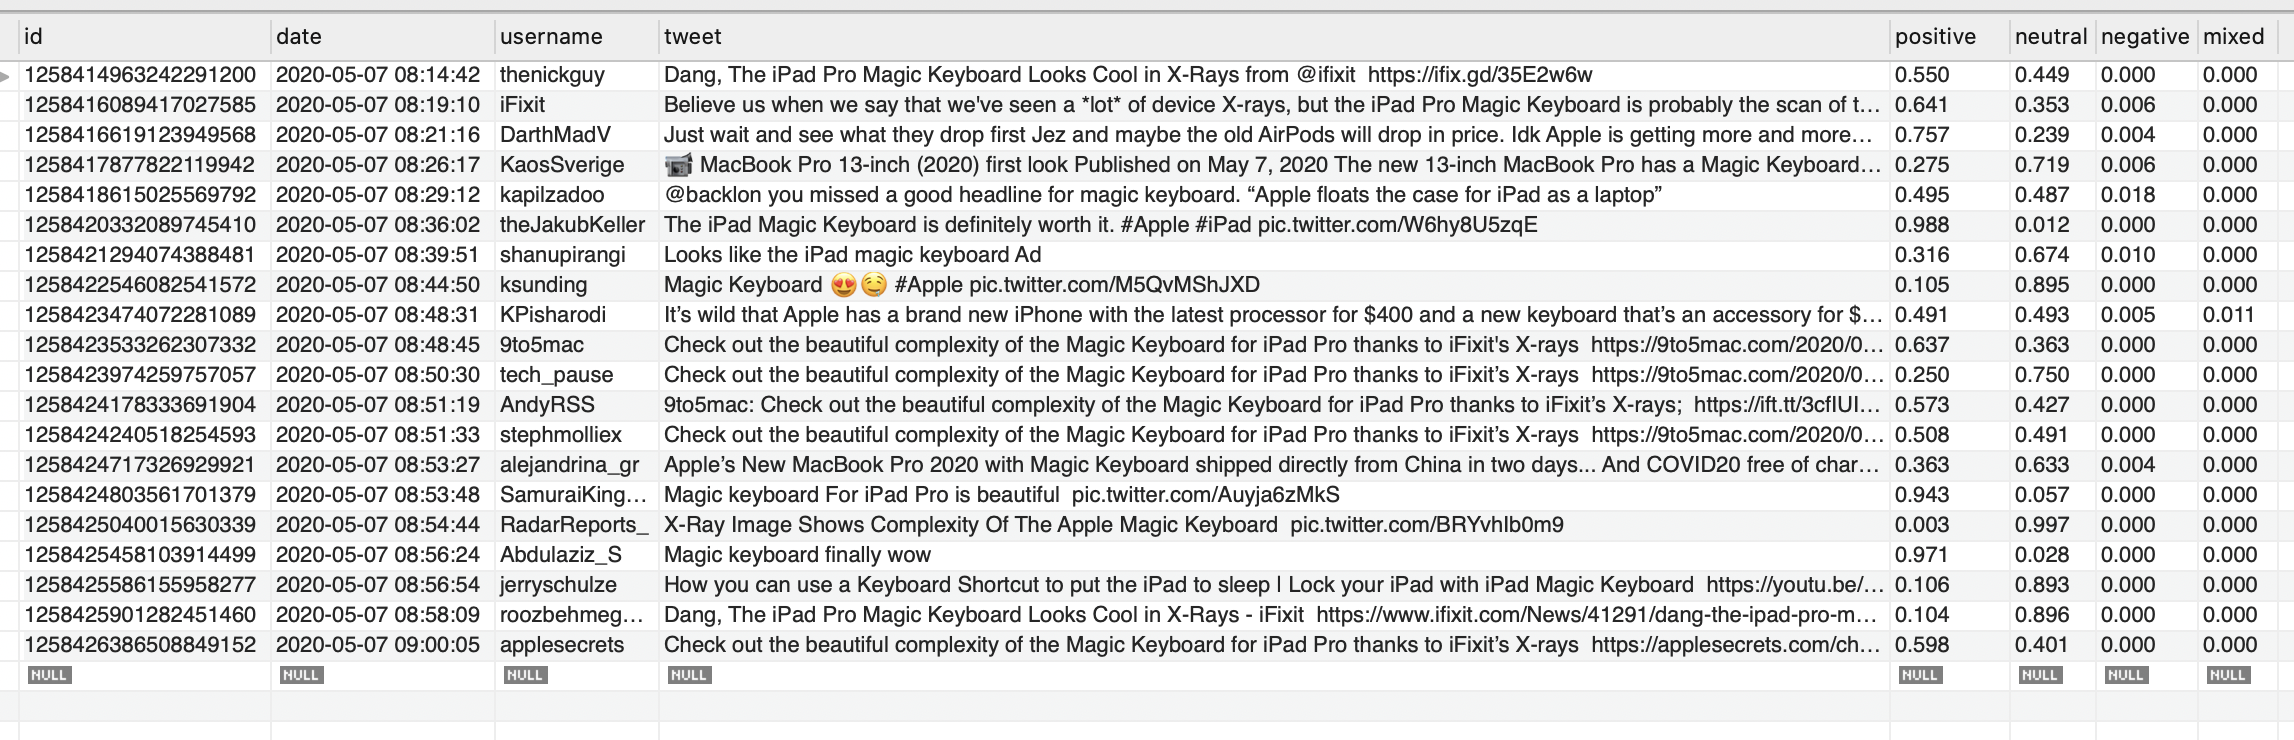 id date username tweet positive neutral negative mixed
1258414963242291200 2020-05-07 08:14:42 thenickguy Dang, The iPad Pro Magic Keyboard Looks Cool in X-Rays from @ifixit https://ifix.gd/35E2w6w 0.550 0.449 0.000 0.000
1258416089417027585 2020-05-07 08:19:10 iFixit Believe us when we say that we've seen a *lot* of device X-rays, but the iPad Pro Magic Keyboard is probably the scan of t... 0.641 0.353 0.006 0.000
1258416619123949568 2020-05-07 08:21:16 DarthMadV Just wait and see what they drop first Jez and maybe the old AirPods will drop in price. Idk Apple is getting more and more... 0.757 0.239 0.004 0.000
1258417877822119942 2020-05-07 08:26:17 KaosSverige 📹 MacBook Pro 13-inch (2020) first look Published on May 7, 2020 The new 13-inch MacBook Pro has a Magic Keyboard... 0.275 0.719 0.006 0.000
1258418615025569792 2020-05-07 08:29:12 kapilzadoo @backlon you missed a good headline for magic keyboard. “Apple floats the case for iPad as a laptop” 0.495 0.487 0.018 0.000
1258420332089745410 2020-05-07 08:36:02 theJakubKeller The iPad Magic Keyboard is definitely worth it. #Apple #iPad pic.twitter.com/W6hy8U5zqE 0.988 0.012 0.000 0.000
1258421294074388481 2020-05-07 08:39:51 shanupirangi Looks like the iPad magic keyboard Ad 0.316 0.674 0.010 0.000
1258422546082541572 2020-05-07 08:44:50 ksunding Magic Keyboard 😍🤤 #Apple pic.twitter.com/M5QvMShJXD 0.105 0.895 0.000 0.000
1258423474072281089 2020-05-07 08:48:31 KPisharodi It’s wild that Apple has a brand new iPhone with the latest processor for $400 and a new keyboard that’s an accessory for $... 0.491 0.493 0.005 0.011
1258423533262307332 2020-05-07 08:48:45 9to5mac Check out the beautiful complexity of the Magic Keyboard for iPad Pro thanks to iFixit's X-rays https://9to5mac.com/2020/0... 0.637 0.363 0.000 0.000
1258423974259757057 2020-05-07 08:50:30 tech_pause Check out the beautiful complexity of the Magic Keyboard for iPad Pro thanks to iFixit’s X-rays https://9to5mac.com/2020/0... 0.250 0.750 0.000 0.000
1258424178333691904 2020-05-07 08:51:19 AndyRSS 9to5mac: Check out the beautiful complexity of the Magic Keyboard for iPad Pro thanks to iFixit’s X-rays; https://ift.tt/3cflUI... 0.573 0.427 0.000 0.000
1258424240518254593 2020-05-07 08:51:33 stephmolliex Check out the beautiful complexity of the Magic Keyboard for iPad Pro thanks to iFixit’s X-rays https://9to5mac.com/2020/0... 0.508 0.491 0.000 0.000
1258424717326929921 2020-05-07 08:53:27 alejandrina_gr Apple’s New MacBook Pro 2020 with Magic Keyboard shipped directly from China in two days... And COVID20 free of char... 0.363 0.633 0.004 0.000
1258424803561701379 2020-05-07 08:53:48 SamuraiKing... Magic keyboard For iPad Pro is beautiful pic.twitter.com/Auyja6zMkS 0.943 0.057 0.000 0.000
1258425040015630339 2020-05-07 08:54:44 RadarReports_ X-Ray Image Shows Complexity Of The Apple Magic Keyboard pic.twitter.com/BRYvhIb0m9 0.003 0.997 0.000 0.000
1258425458103914499 2020-05-07 08:56:24 Abdulaziz_S Magic keyboard finally wow 0.971 0.028 0.000 0.000
1258425586155958277 2020-05-07 08:56:54 jerryschulze How you can use a Keyboard Shortcut to put the iPad to sleep | Lock your iPad with iPad Magic Keyboard https://youtu.be/... 0.106 0.893 0.000 0.000
1258425901282451460 2020-05-07 08:58:09 roozbehmeg... Dang, The iPad Pro Magic Keyboard Looks Cool in X-Rays - iFixit https://www.ifixit.com/News/41291/dang-the-ipad-pro-m... 0.104 0.896 0.000 0.000
1258426386508849152 2020-05-07 09:00:05 applesecrets Check out the beautiful complexity of the Magic Keyboard for iPad Pro thanks to iFixit’s X-rays https://applesecrets.com/ch... 0.598 0.401 0.000 0.000
NULL NULL NULL NULL NULL NULL NULL NULL